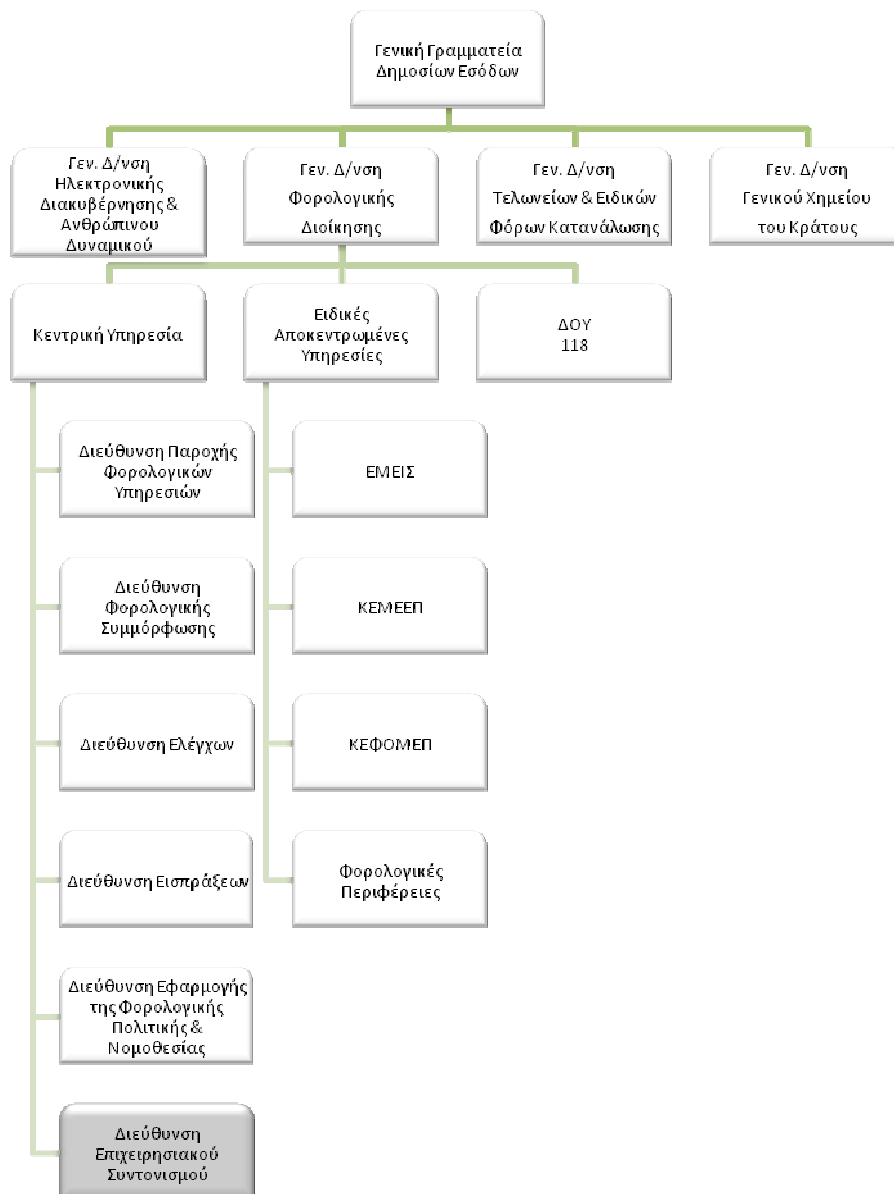 Γενική Γραμματεία
Δημοσίων Εσόδων
Γεν. Δ/νση
Ηλεκτρονικής
Διακυβέρνησης &
Ανθρώπινου
Δυναμικού
Γεν. Δ/νση
Φορολογικής
Διοίκησης
Γεν. Δ/νση
Τελωνείων & Ειδικών
Φόρων Κατανάλωσης
Γεν. Δ/νση
Γενικού Χημείου
του Κράτους
Κεντρική Υπηρεσία
Ειδικές
Αποκεντρωμένες
Υπηρεσίες
ΔΟΥ
118
Διεύθυνση Παροχής
Φορολογικών
Υπηρεσιών
ΕΜΕΙΣ
Διεύθυνση
Φορολογικής
Συμμόρφωσης
ΚΕΜΕΕΠ
Διεύθυνση Ελέγχων
ΚΕΦΟΜΕΠ
Διεύθυνση Εισπράξεων
Φορολογικές
Περιφέρειες
Διεύθυνση Εφαρμογής
της Φορολογικής
Πολιτικής &
Νομοθεσίας
Διεύθυνση
Επιχειρησιακού
Συντονισμού